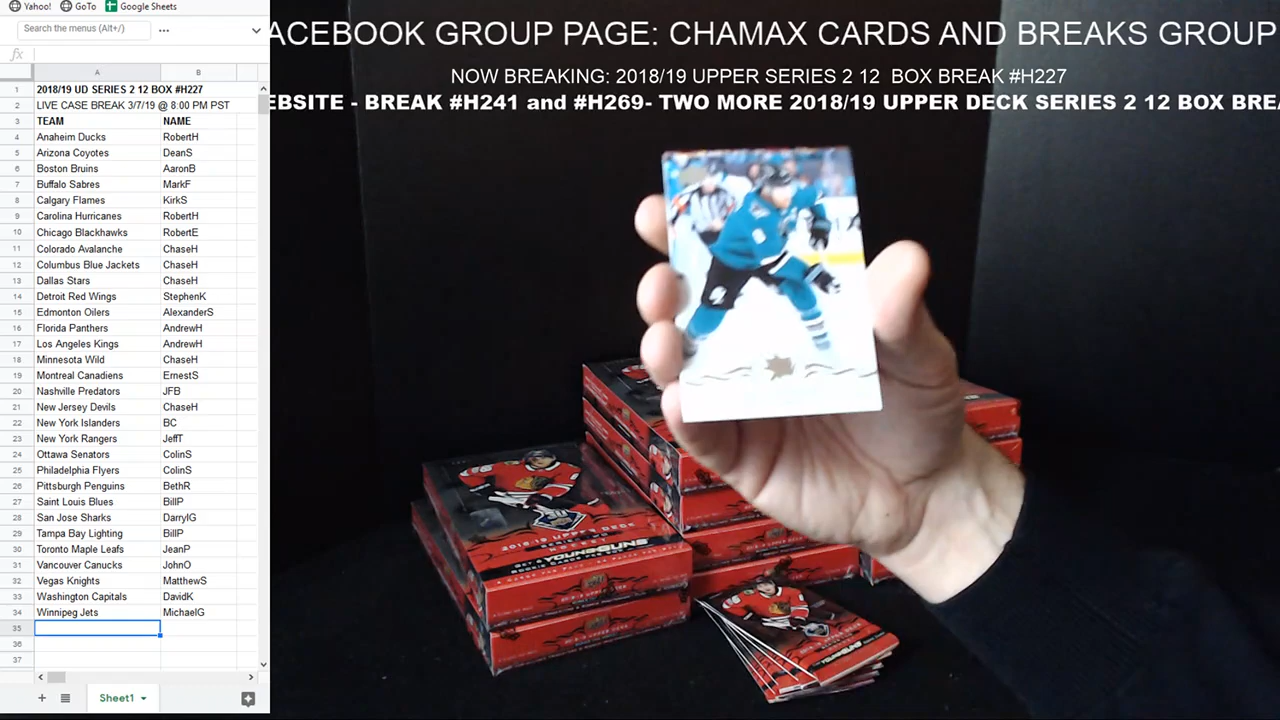 Yahoo! GoTo Google Sheets
Search the menus (Alt+/)
fx
A B
1 2018/19 UD SERIES 2 12 BOX #H227
2 LIVE CASE BREAK 3/7/19 @ 8:00 PM PST
3 TEAM NAME
4 Anaheim Ducks RobertH
5 Arizona Coyotes DeanS
6 Boston Bruins AaronB
7 Buffalo Sabres MarkF
8 Calgary Flames KirkS
9 Carolina Hurricanes RobertH
10 Chicago Blackhawks RobertE
11 Colorado Avalanche ChaseH
12 Columbus Blue Jackets ChaseH
13 Dallas Stars ChaseH
14 Detroit Red Wings StephenK
15 Edmonton Oilers AlexanderS
16 Florida Panthers AndrewH
17 Los Angeles Kings AndrewH
18 Minnesota Wild ChaseH
19 Montreal Canadiens ErnestS
20 Nashville Predators JFB
21 New Jersey Devils ChaseH
22 New York Islanders BC
23 New York Rangers JeffT
24 Ottawa Senators ColinS
25 Philadelphia Flyers ColinS
26 Pittsburgh Penguins BethR
27 Saint Louis Blues BillP
28 San Jose Sharks DarrylG
29 Tampa Bay Lighting BillP
30 Toronto Maple Leafs JeanP
31 Vancouver Canucks JohnO
32 Vegas Knights MatthewS
33 Washington Capitals DavidK
34 Winnipeg Jets MichaelG
35
36
37
Sheet1
ACEBOOK GROUP PAGE: CHAMAX CARDS AND BREAKS GROUP
NOW BREAKING: 2018/19 UPPER SERIES 2 12 BOX BREAK #H227
EBSITE - BREAK #H241 and #H269- TWO MORE 2018/19 UPPER DECK SERIES 2 12 BOX BREA
2018-19 UPPER DECK
SERIES TWO
HOCKEY
YOUNG GUNS
YOUNG GUNS